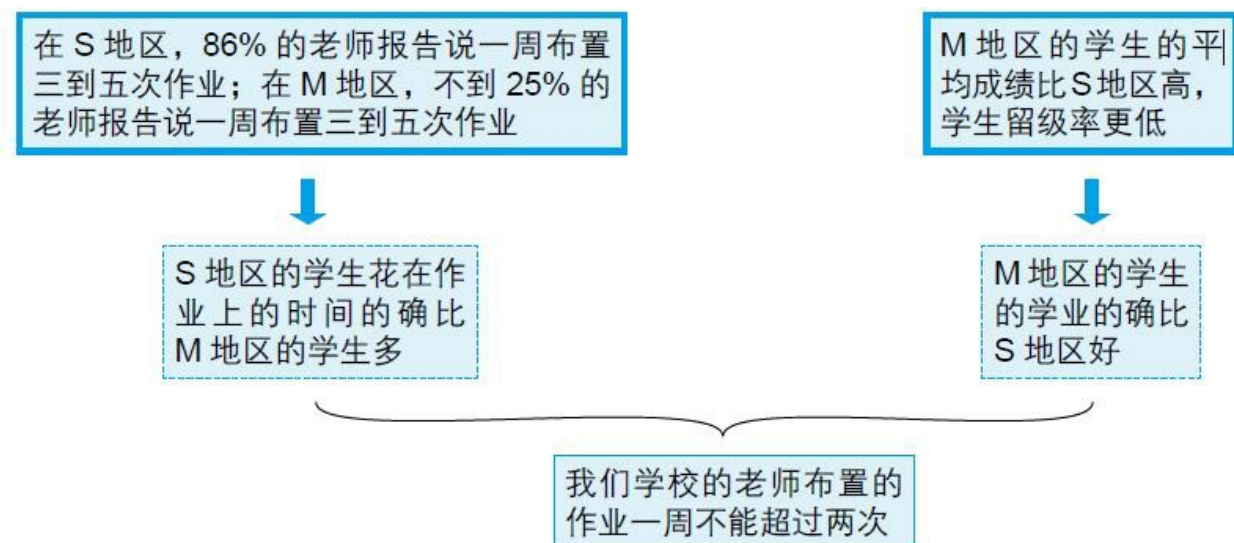 在 S 地区，86% 的老师报告说一周布置
三到五次作业；在 M 地区，不到 25% 的
老师报告说一周布置三到五次作业
M 地区的学生的平
均成绩比S地区高，
学生留级率更低
S 地区的学生花在作
业上的时间的确比
M 地区的学生多
M 地区的学生
的学业的确比
S 地区好
我们学校的老师布置的
作业一周不能超过两次